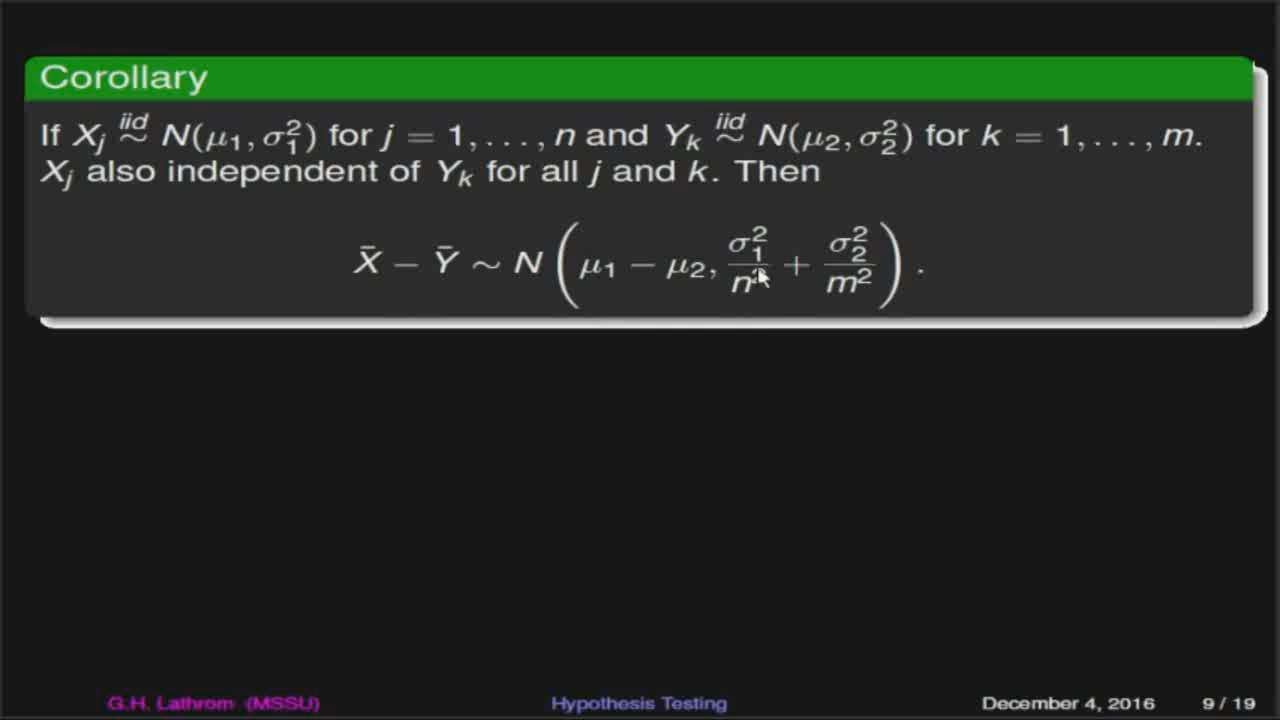 Corollary
If X_j iid ~ N(μ₁, σ₁²) for j = 1, . . . , n and Y_k iid ~ N(μ₂, σ₂²) for k = 1, . . . , m.
X_j also independent of Y_k for all j and k. Then
X̄ − Ȳ ~ N ( μ₁ − μ₂, σ₁²/n² + σ₂²/m² ) .
G.H. Lathrom (MSSU) Hypothesis Testing December 4, 2016 9 / 19